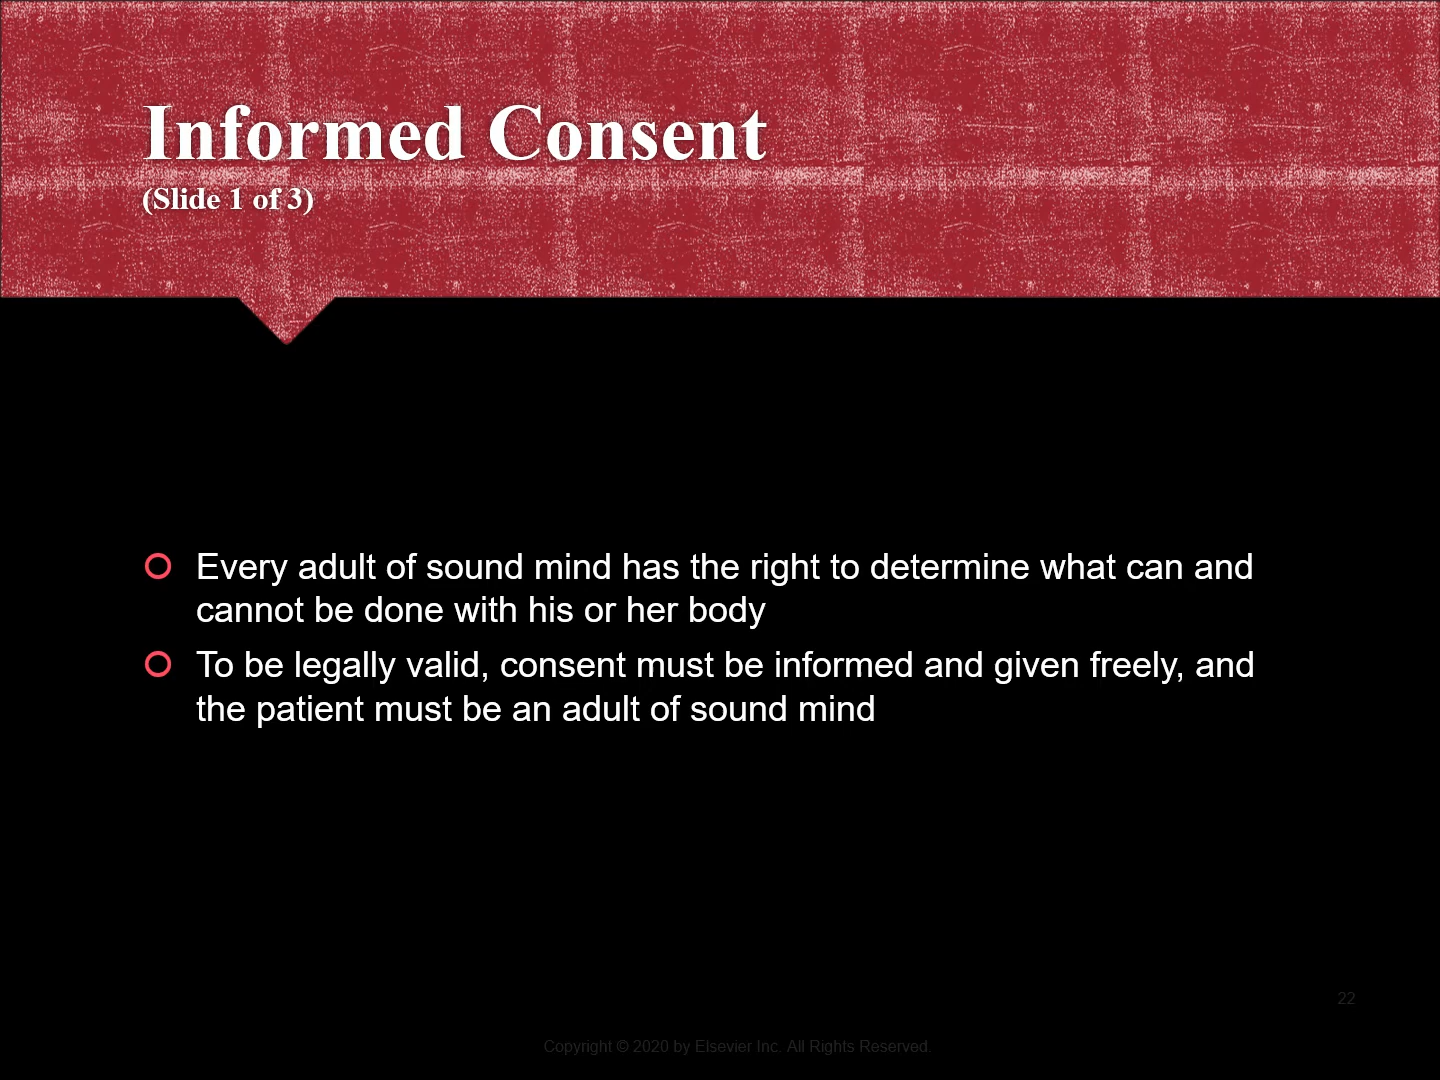 Informed Consent
(Slide 1 of 3)
Every adult of sound mind has the right to determine what can and
cannot be done with his or her body
To be legally valid, consent must be informed and given freely, and
the patient must be an adult of sound mind
22
Copyright © 2020 by Elsevier Inc. All Rights Reserved.